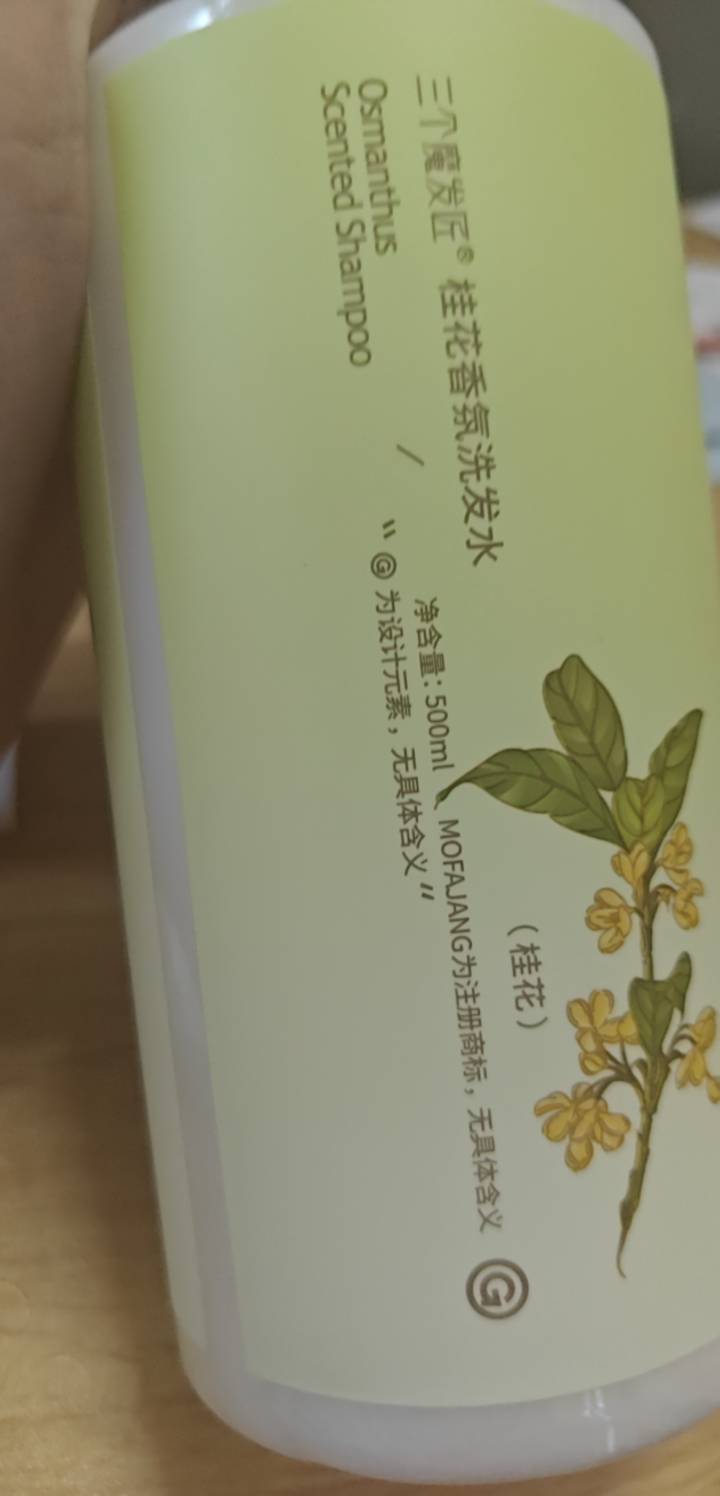 三个魔发匠® 桂花香氛洗发水
Osmanthus
Scented Shampoo
（桂花）
净含量：500ml
MOFAJANG为注册商标，无具体含义
“G 为设计元素，无具体含义”
G